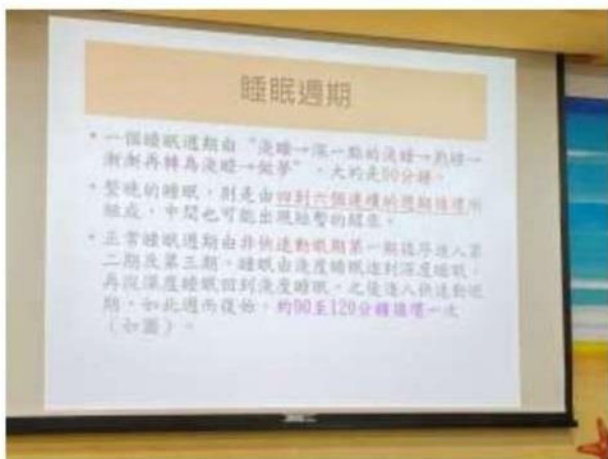 睡眠週期
• 一個睡眠週期由“淺睡→深一點的淺睡→熟睡→
漸漸再轉為淺睡→做夢”,大約是90分鐘。
• 整晚的睡眠,則是由四到六個連續的週期循環所
組成,中間也可能出現短暫的醒來。
• 正常睡眠週期由非快速動眼期第一期循序進入第
二期及第三期,睡眠由淺度睡眠進到深度睡眠,
再從深度睡眠回到淺度睡眠,之後進入快速動眼
期,如此週而復始,約90至120分鐘循環一次
(如圖)。